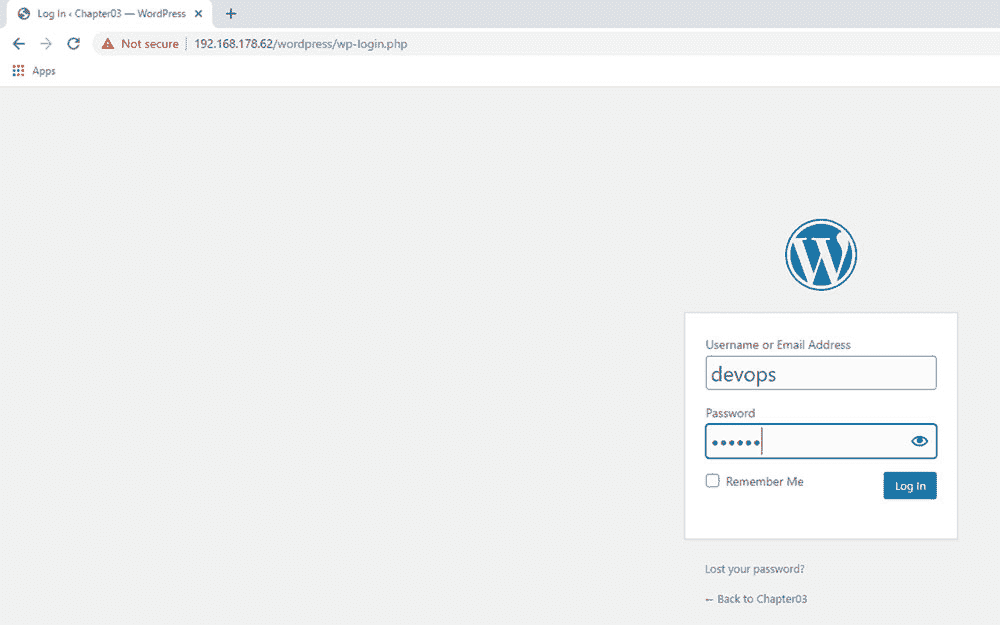 Log In ‹ Chapter03 — WordPress
Not secure 192.168.178.62/wordpress/wp-login.php
Apps
Username or Email Address
devops
Password
••••••
Remember Me Log In
Lost your password?
← Back to Chapter03